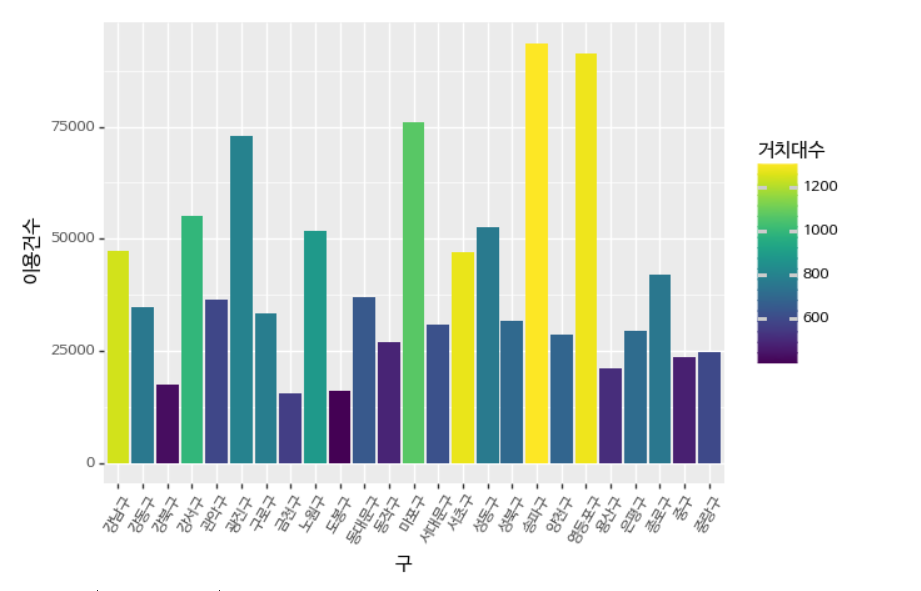 거치대수
1200
1000
800
600
이용건수
75000
50000
25000
0
강남구
강동구
강북구
강서구
관악구
광진구
구로구
금천구
노원구
도봉구
동대문구
동작구
마포구
서대문구
서초구
성동구
성북구
송파구
양천구
영등포구
용산구
은평구
종로구
중구
중랑구
구